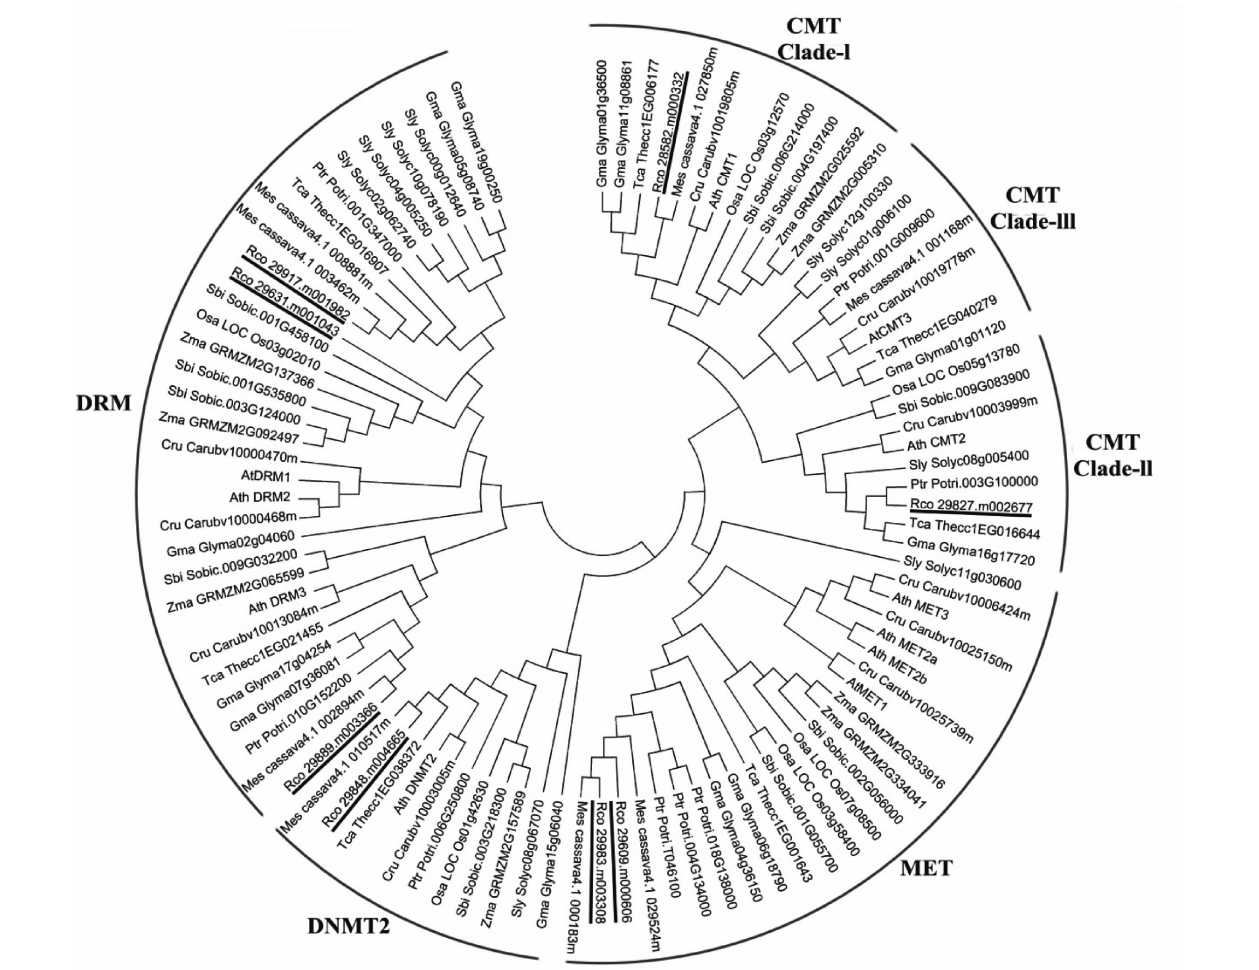 CMT
Clade-I
Gma Glyma01g36500
Gma Glyma11g08861
Tca Thecc1EG006177
Rco 28582.m000332
Mes cassava4.1 027850m
Cru Carubv10019805m
Ath CMT1
Osa LOC Os03g12570
Sbi Sobic.006G214000
Sbi Sobic.004G197400
Zma GRMZM2G025592
Zma GRMZM2G005310
CMT
Clade-III
Sly Solyc12g100330
Sly Solyc01g006100
Ptr Potri.001G009600
Mes cassava4.1 001168m
Cru Carubv10019778m
AtCMT3
Tca Thecc1EG040279
Gma Glyma01g01120
Osa LOC Os05g13780
Sbi Sobic.009G083900
CMT
Clade-II
Cru Carubv10003999m
Ath CMT2
Sly Solyc08g005400
Ptr Potri.003G100000
Rco 29827.m002677
Tca Thecc1EG016644
Gma Glyma16g17720
Sly Solyc11g030600
Cru Carubv10006424m
Ath MET3
Cru Carubv10025150m
Ath MET2a
Ath MET2b
Cru Carubv10025739m
AtMET1
Zma GRMZM2G333916
Zma GRMZM2G334041
Sbi Sobic.002G056000
Osa LOC Os07g08500
Osa LOC Os03g58400
Sbi Sobic.001G055700
Tca Thecc1EG001643
Gma Glyma06g18790
Gma Glyma04g36150
Ptr Potri.018G138000
Ptr Potri.004G134000
Ptr Potri.T046100
Mes cassava4.1 029524m
Rco 29609.m000606
Rco 29983.m003308
Mes cassava4.1 000183m
MET
Gma Glyma15g06040
Sly Solyc08g067070
Zma GRMZM2G157589
Sbi Sobic.003G218300
Osa LOC Os01g42630
Ptr Potri.006G250800
Cru Carubv10003005m
Ath DNMT2
Tca Thecc1EG038372
Rco 29848.m004665
Mes cassava4.1 010517m
DNMT2
Rco 29889.m003366
Mes cassava4.1 002894m
Ptr Potri.010G152200
Gma Glyma07g36081
Gma Glyma17g04254
Tca Thecc1EG021455
Cru Carubv10013084m
Ath DRM3
Zma GRMZM2G065599
Sbi Sobic.009G032200
Gma Glyma02g04060
Cru Carubv10000468m
Ath DRM2
AtDRM1
Cru Carubv10000470m
Zma GRMZM2G092497
Sbi Sobic.003G124000
Sbi Sobic.001G535800
Zma GRMZM2G137366
Osa LOC Os03g02010
Sbi Sobic.001G458100
Rco 29631.m001043
Rco 29917.m001982
Mes cassava4.1 003462m
Mes cassava4.1 008881m
Tca Thecc1EG016907
Ptr Potri.001G347000
Sly Solyc02g062740
Sly Solyc04g005250
Sly Solyc10g078190
Sly Solyc00g012640
Gma Glyma05g08740
Gma Glyma19g00250
DRM